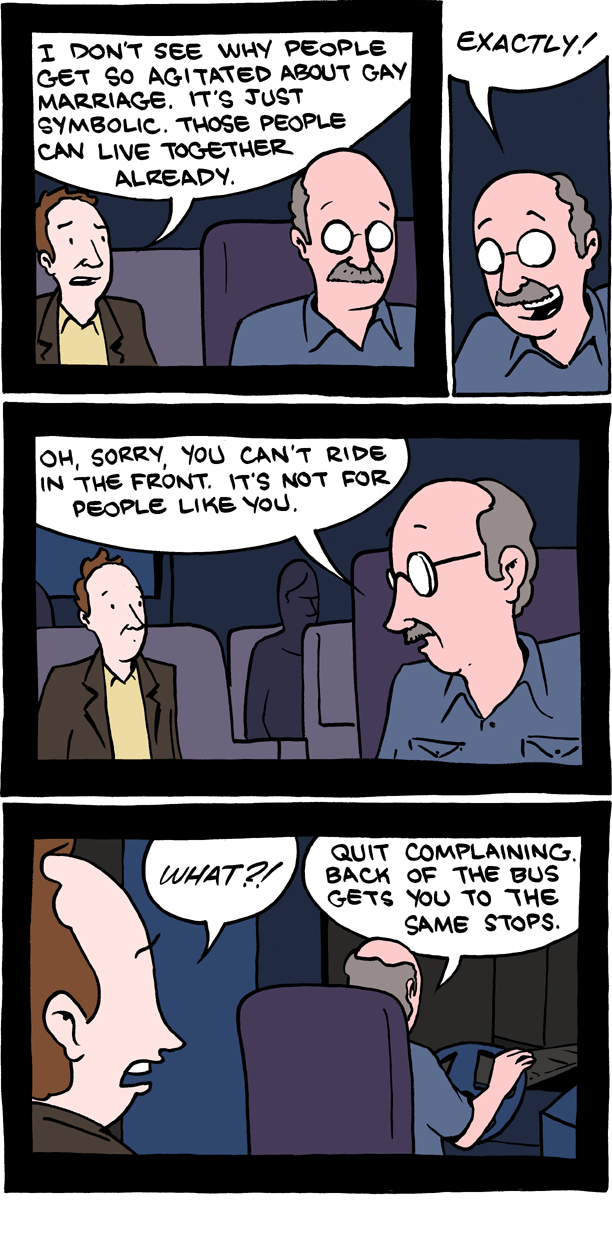 I DON'T SEE WHY PEOPLE
GET SO AGITATED ABOUT GAY
MARRIAGE. IT'S JUST
SYMBOLIC. THOSE PEOPLE
CAN LIVE TOGETHER
ALREADY.
EXACTLY!
OH, SORRY, YOU CAN'T RIDE
IN THE FRONT. IT'S NOT FOR
PEOPLE LIKE YOU.
WHAT?!
QUIT COMPLAINING.
BACK OF THE BUS
GETS YOU TO THE
SAME STOPS.